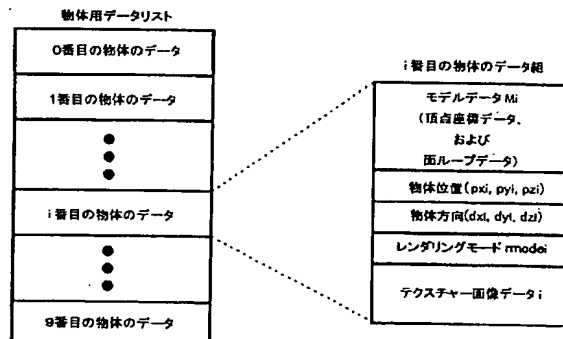 物体用データリスト
0番目の物体のデータ
1番目の物体のデータ
i番目の物体のデータ
9番目の物体のデータ
i番目の物体のデータ組
モデルデータMi
(頂点座標データ、
および
面ループデータ)
物体位置(pxi, pyi, pzi)
物体方向(dxi, dyi, dzi)
レンダリングモードrmodei
テクスチャー画像データi